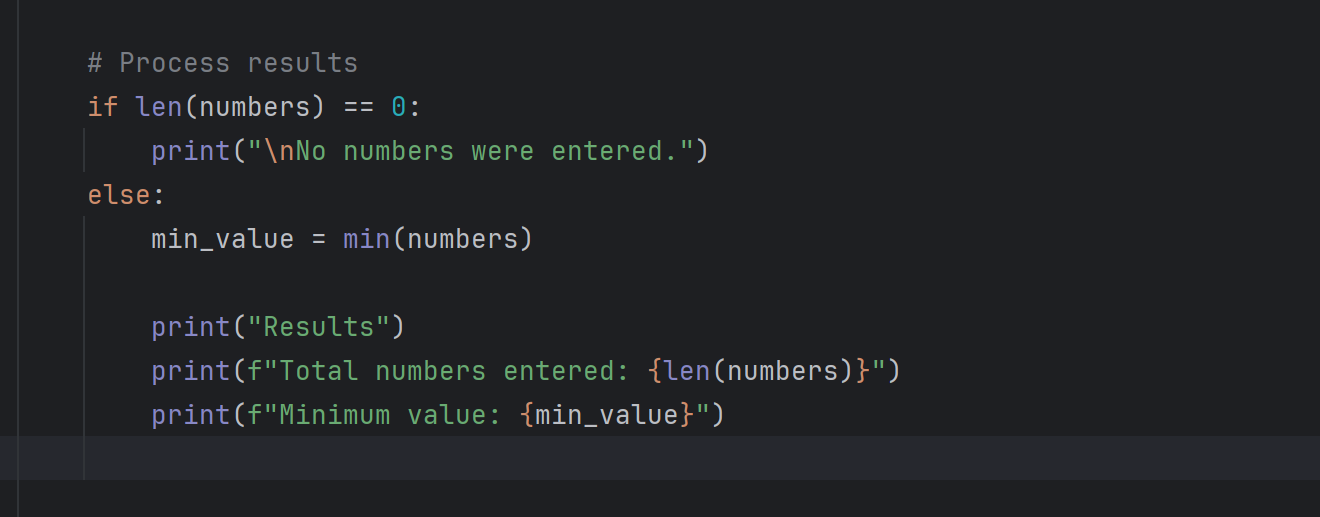 # Process results
if len(numbers) == 0:
    print("\nNo numbers were entered.")
else:
    min_value = min(numbers)

    print("Results")
    print(f"Total numbers entered: {len(numbers)}")
    print(f"Minimum value: {min_value}")